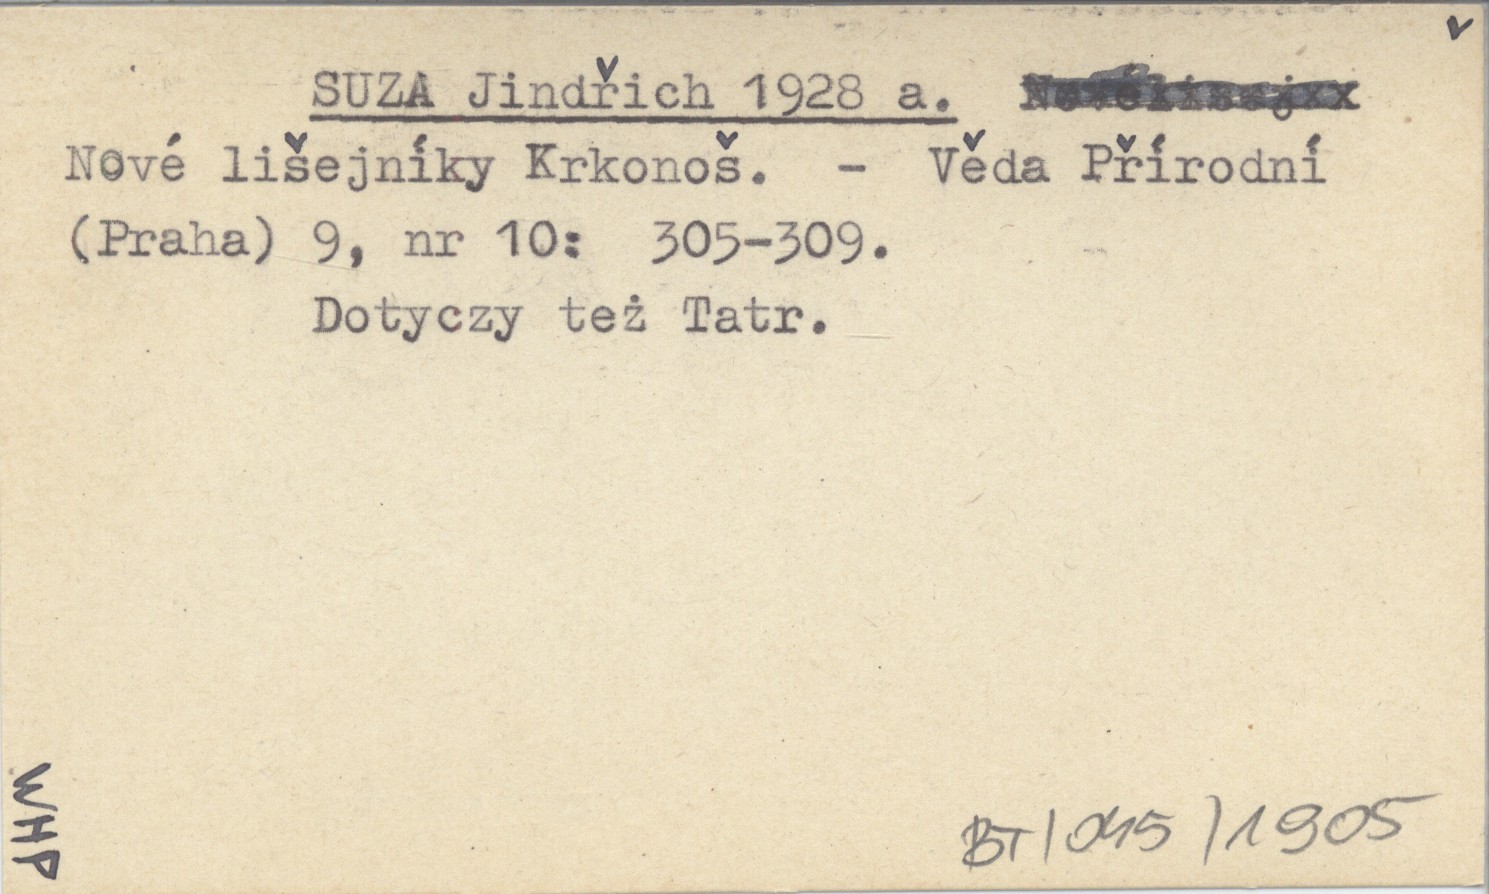 SUZA Jindřich 1928 a.
Nové lišejníky Krkonoš. - Věda Přírodní
(Praha) 9, nr 10: 305-309.
Dotyczy też Tatr.
WHP
BT/045/1905